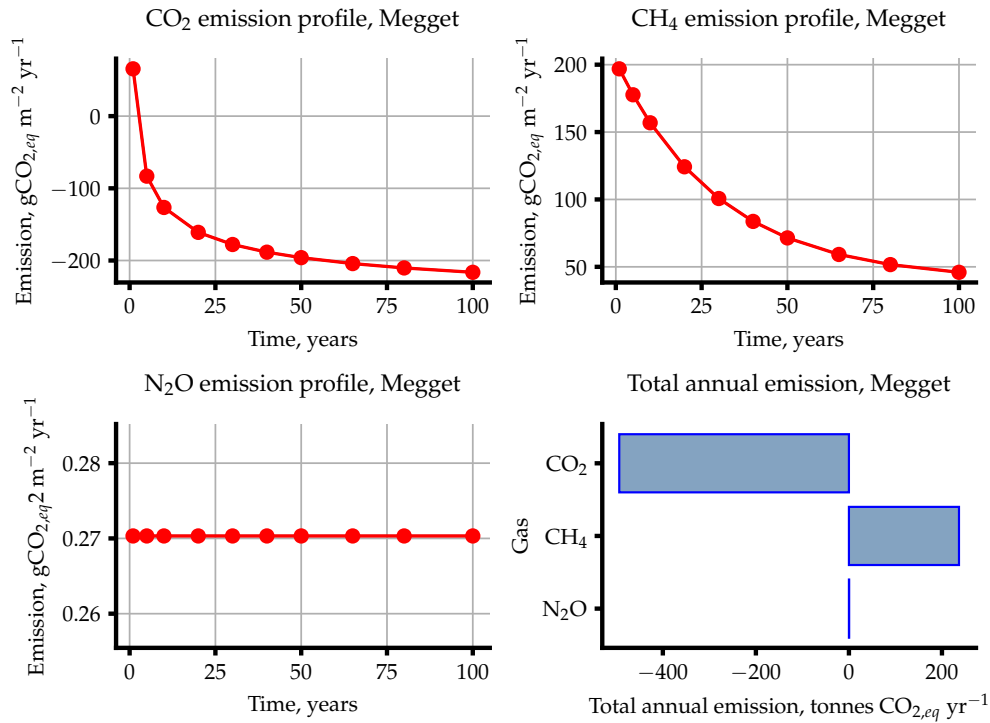 CO₂ emission profile, Megget
Emission, gCO₂,eq m⁻² yr⁻¹
0
−100
−200
0 25 50 75 100
Time, years
CH₄ emission profile, Megget
Emission, gCO₂,eq m⁻² yr⁻¹
200
150
100
50
0 25 50 75 100
Time, years
N₂O emission profile, Megget
Emission, gCO₂,eq2 m⁻² yr⁻¹
0.28
0.27
0.26
0 25 50 75 100
Time, years
Total annual emission, Megget
Gas
CO₂
CH₄
N₂O
−400 −200 0 200
Total annual emission, tonnes CO₂,eq yr⁻¹